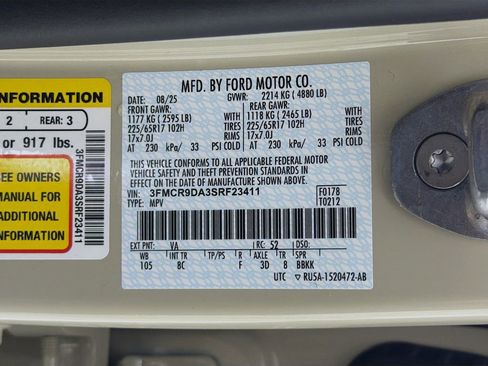 INFORMATION
2 REAR: 3
or 917 lbs.
SEE OWNERS
MANUAL FOR
ADDITIONAL
INFORMATION
3FMCR9DA3SRF23411
MFD. BY FORD MOTOR CO.
DATE: 08/25 GVWR: 2214 KG ( 4880 LB)
FRONT GAWR: REAR GAWR:
1177 KG ( 2595 LB) WITH 1118 KG ( 2465 LB) WITH
225/65R17 102H TIRES 225/65R17 102H TIRES
17x7.0J RIMS 17x7.0J RIMS
AT 230 kPa/ 33 PSI COLD AT 230 kPa/ 33 PSI COLD
THIS VEHICLE CONFORMS TO ALL APPLICABLE FEDERAL MOTOR
VEHICLE SAFETY AND THEFT PREVENTION STANDARDS IN EFFECT
ON THE DATE OF MANUFACTURE SHOWN ABOVE.
VIN: 3FMCR9DA3SRF23411 F0178
TYPE: MPV T0212
EXT PNT: VA RC: 52 DSO:
WB INT TR TP/PS R AXLE TR SPR
105 8C F 3D 8 BBKK
UTC ▽ RU5A-1520472-AB